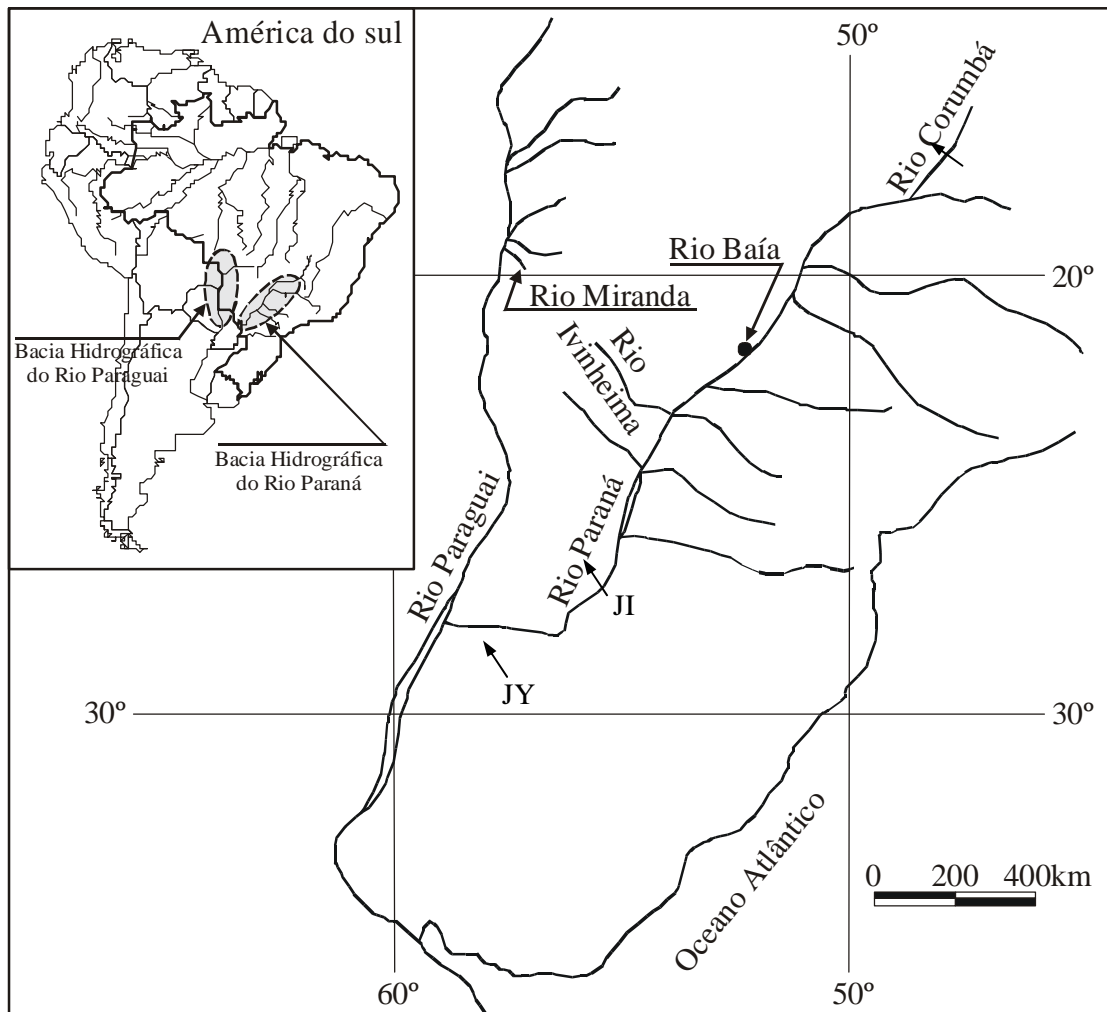 América do sul
Bacia Hidrográfica
do Rio Paraguai
Bacia Hidrográfica
do Rio Paraná
50º
Rio Corumbá
Rio Baía
20º
Rio Miranda
Rio
Ivinheima
Rio Paraguai
Rio Paraná
JI
JY
30º
30º
Oceano Atlântico
0 200 400km
60º
50º